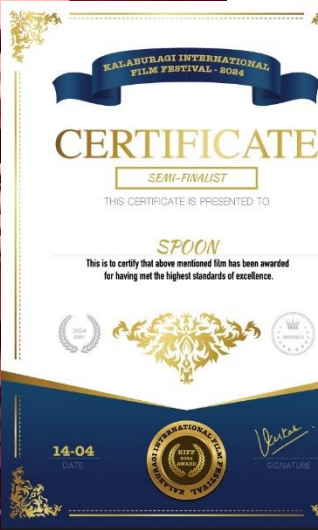 KALABURAGI INTERNATIONAL
FILM FESTIVAL - 2024
CERTIFICATE
SEMI-FINALIST
THIS CERTIFICATE IS PRESENTED TO
SPOON
This is to certify that above mentioned film has been awarded
for having met the highest standards of excellence.
2024
WINNER
14-04
DATE
KALABURAGI INTERNATIONAL FILM FESTIVAL
KIFF
2024
AWARD
SIGNATURE